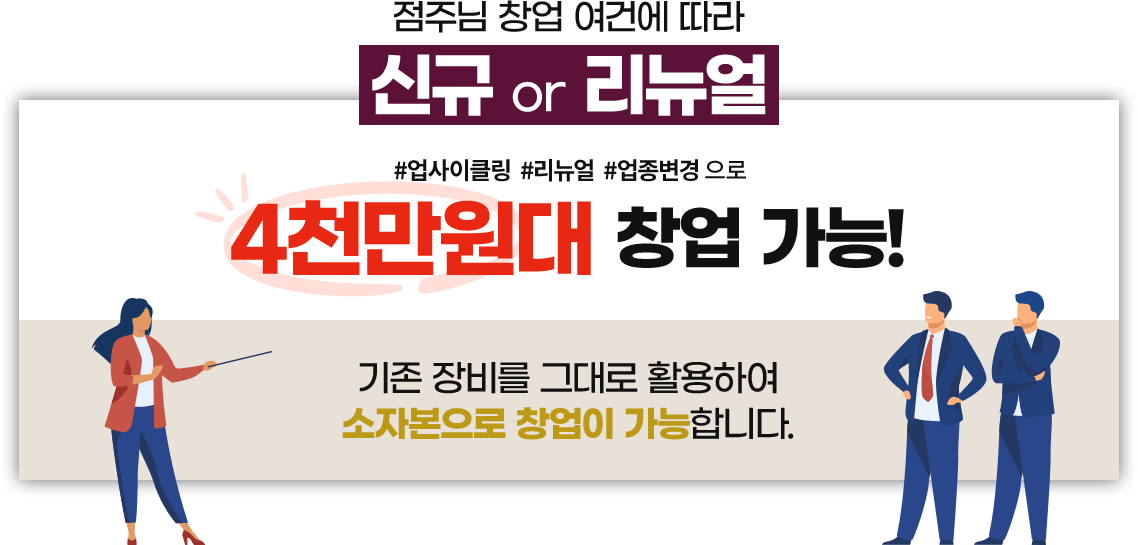 점주님 창업 여건에 따라
신규 or 리뉴얼
#업사이클링 #리뉴얼 #업종변경 으로
4천만원대 창업 가능!
기존 장비를 그대로 활용하여
소자본으로 창업이 가능합니다.